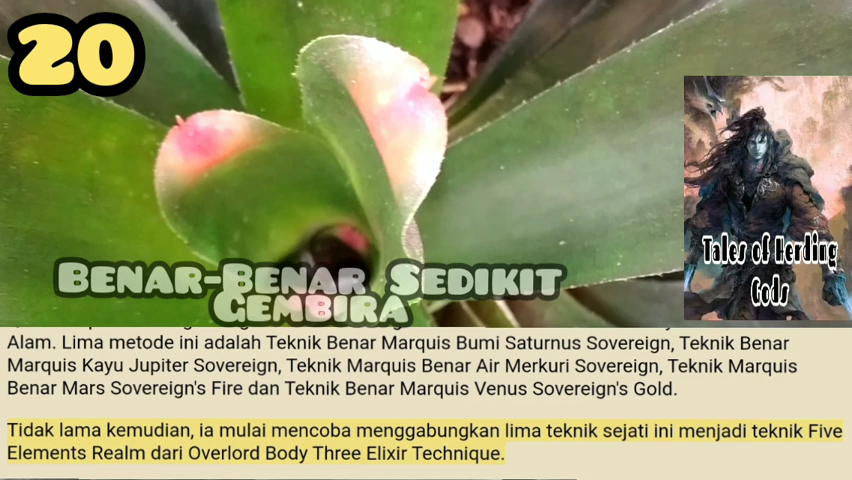 20
Tales of Herding
Gods
Benar-Benar Sedikit
Gembira
Alam. Lima metode ini adalah Teknik Benar Marquis Bumi Saturnus Sovereign, Teknik Benar
Marquis Kayu Jupiter Sovereign, Teknik Marquis Benar Air Merkuri Sovereign, Teknik Marquis
Benar Mars Sovereign's Fire dan Teknik Benar Marquis Venus Sovereign's Gold.
Tidak lama kemudian, ia mulai mencoba menggabungkan lima teknik sejati ini menjadi teknik Five
Elements Realm dari Overlord Body Three Elixir Technique.